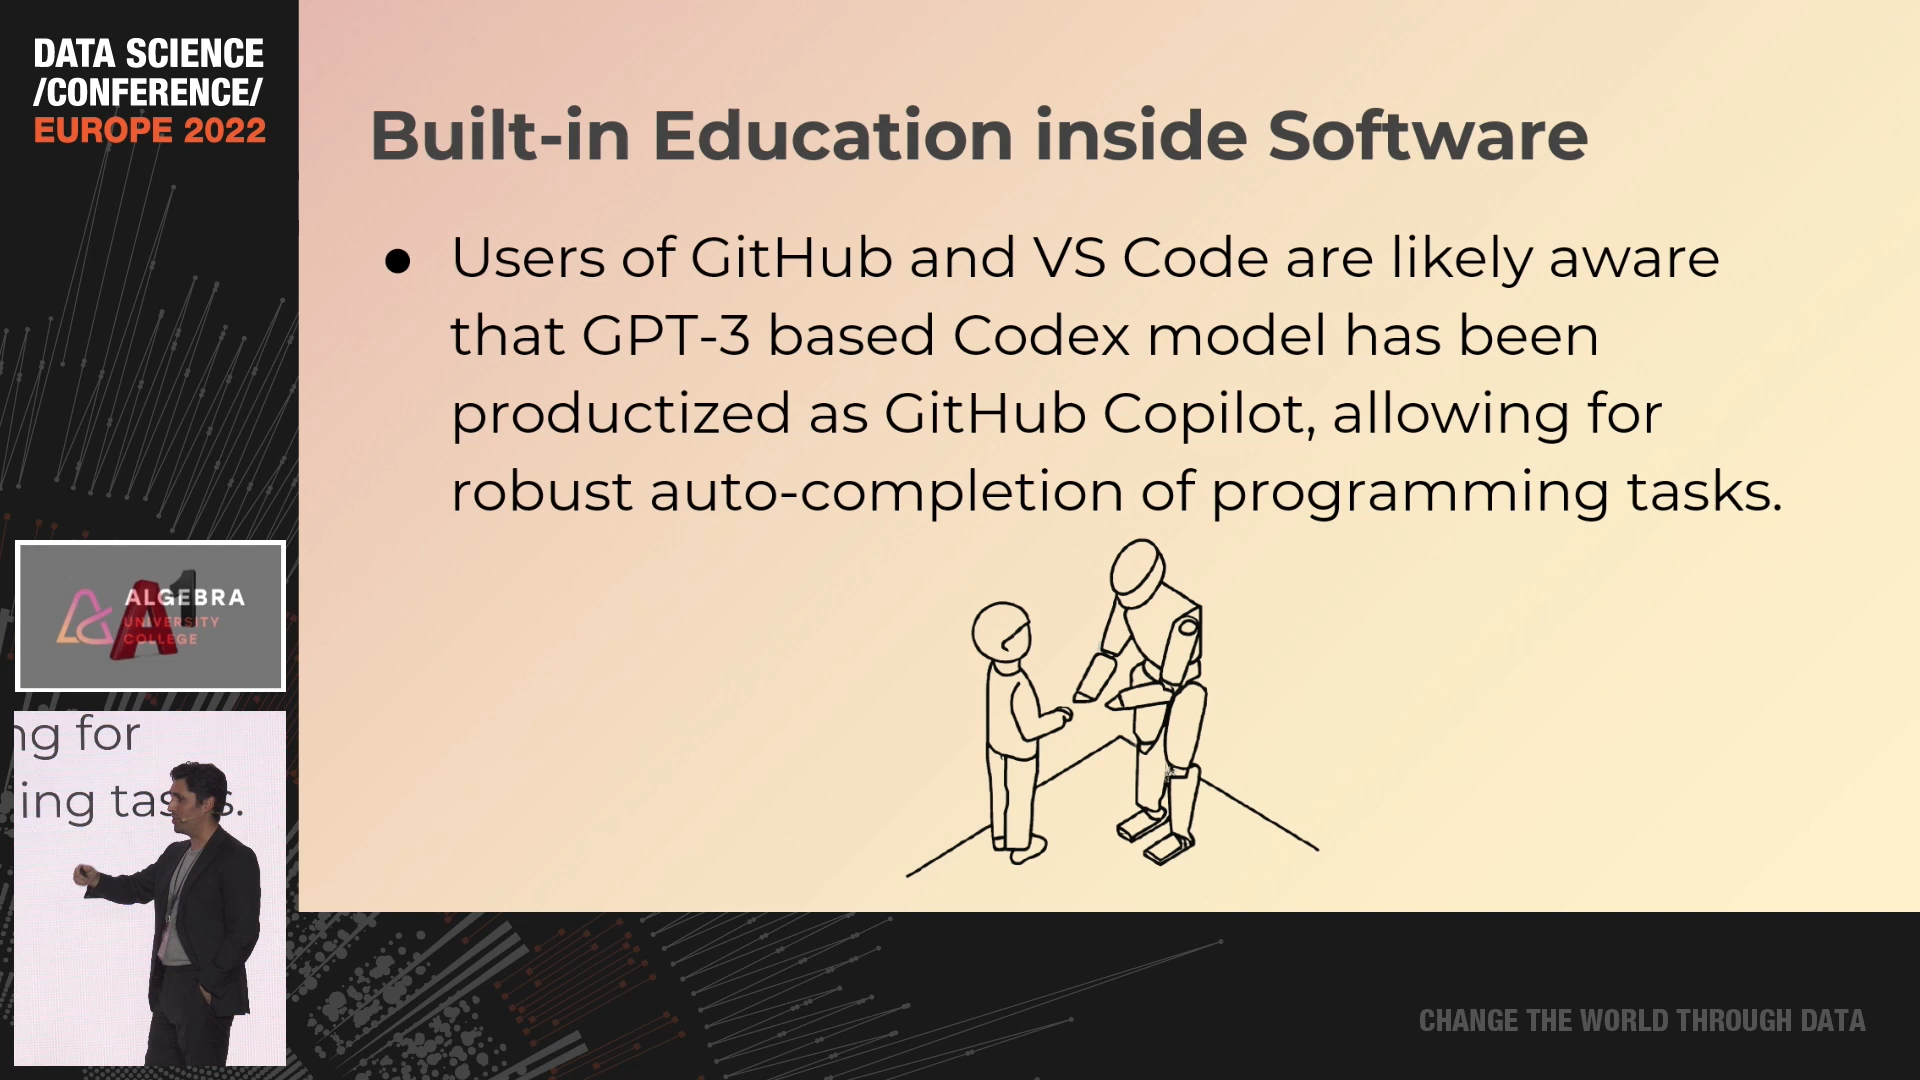 DATA SCIENCE
/CONFERENCE/
EUROPE 2022
Built-in Education inside Software
● Users of GitHub and VS Code are likely aware
that GPT-3 based Codex model has been
productized as GitHub Copilot, allowing for
robust auto-completion of programming tasks.
A1
ALGEBRA
UNIVERSITY
COLLEGE
ng for
ing tas s.
CHANGE THE WORLD THROUGH DATA